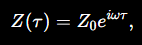 Z(τ) = Z₀e^{iωτ},